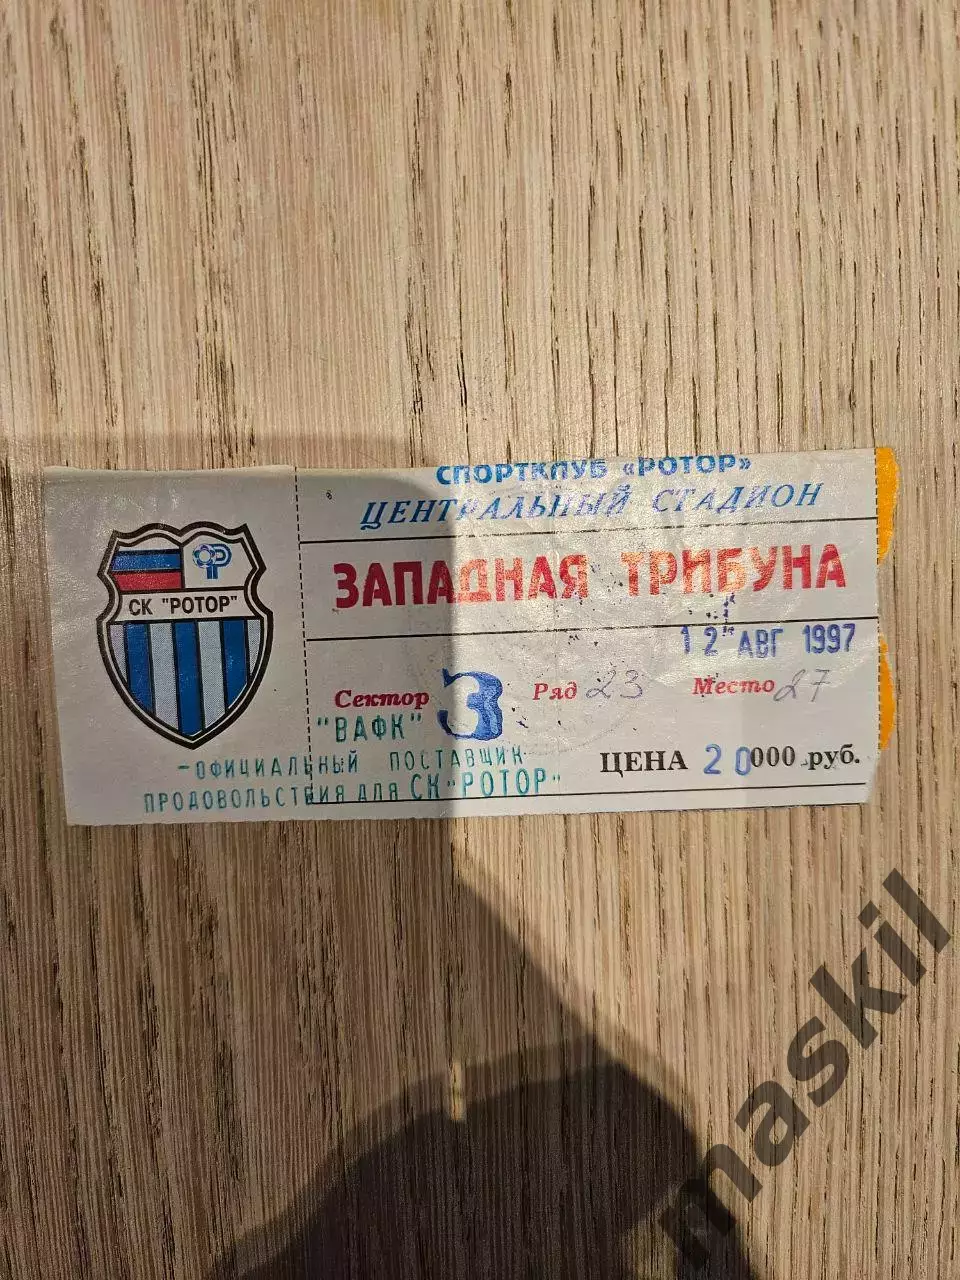 СПОРТКЛУБ «РОТОР»
ЦЕНТРАЛЬНЫЙ СТАДИОН
ЗАПАДНАЯ ТРИБУНА
12 АВГ 1997
СК "РОТОР"
Сектор 3 Ряд 23 Место 27
"ВАФК"
-ОФИЦИАЛЬНЫЙ ПОСТАВЩИК
ПРОДОВОЛЬСТВИЯ ДЛЯ СК "РОТОР"
ЦЕНА 20000 руб.
maskil